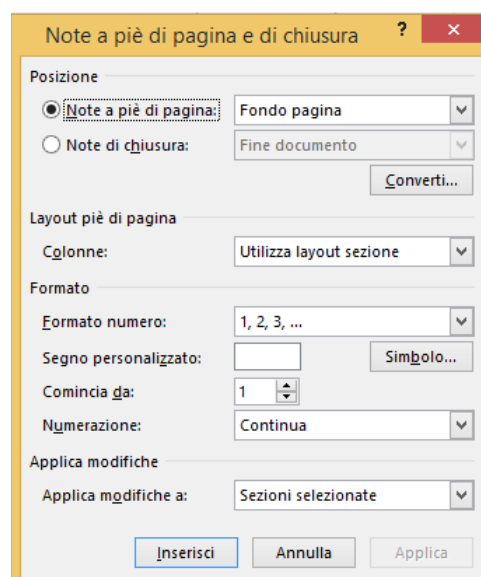 Note a piè di pagina e di chiusura ? ×
Posizione
Note a piè di pagina: Fondo pagina
Note di chiusura: Fine documento
Converti...
Layout piè di pagina
Colonne: Utilizza layout sezione
Formato
Formato numero: 1, 2, 3, ...
Segno personalizzato: Simbolo...
Comincia da: 1
Numerazione: Continua
Applica modifiche
Applica modifiche a: Sezioni selezionate
Inserisci Annulla Applica